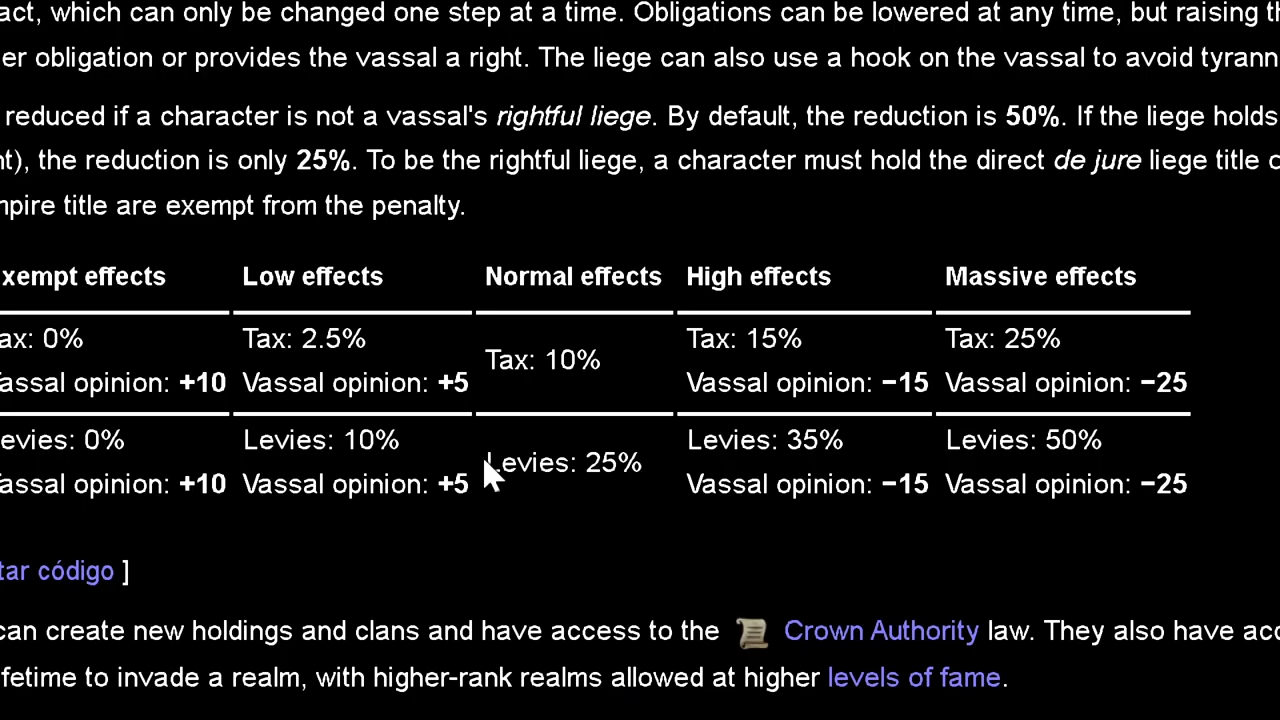 act, which can only be changed one step at a time. Obligations can be lowered at any time, but raising th
er obligation or provides the vassal a right. The liege can also use a hook on the vassal to avoid tyrann
reduced if a character is not a vassal's rightful liege. By default, the reduction is 50%. If the liege holds
nt), the reduction is only 25%. To be the rightful liege, a character must hold the direct de jure liege title c
mpire title are exempt from the penalty.
xempt effects Low effects Normal effects High effects Massive effects
ax: 0% Tax: 2.5% Tax: 10% Tax: 15% Tax: 25%
assal opinion: +10 Vassal opinion: +5 Vassal opinion: −15 Vassal opinion: −25
evies: 0% Levies: 10% Levies: 25% Levies: 35% Levies: 50%
assal opinion: +10 Vassal opinion: +5 Vassal opinion: −15 Vassal opinion: −25
tar código ]
can create new holdings and clans and have access to the Crown Authority law. They also have acc
fetime to invade a realm, with higher-rank realms allowed at higher levels of fame.